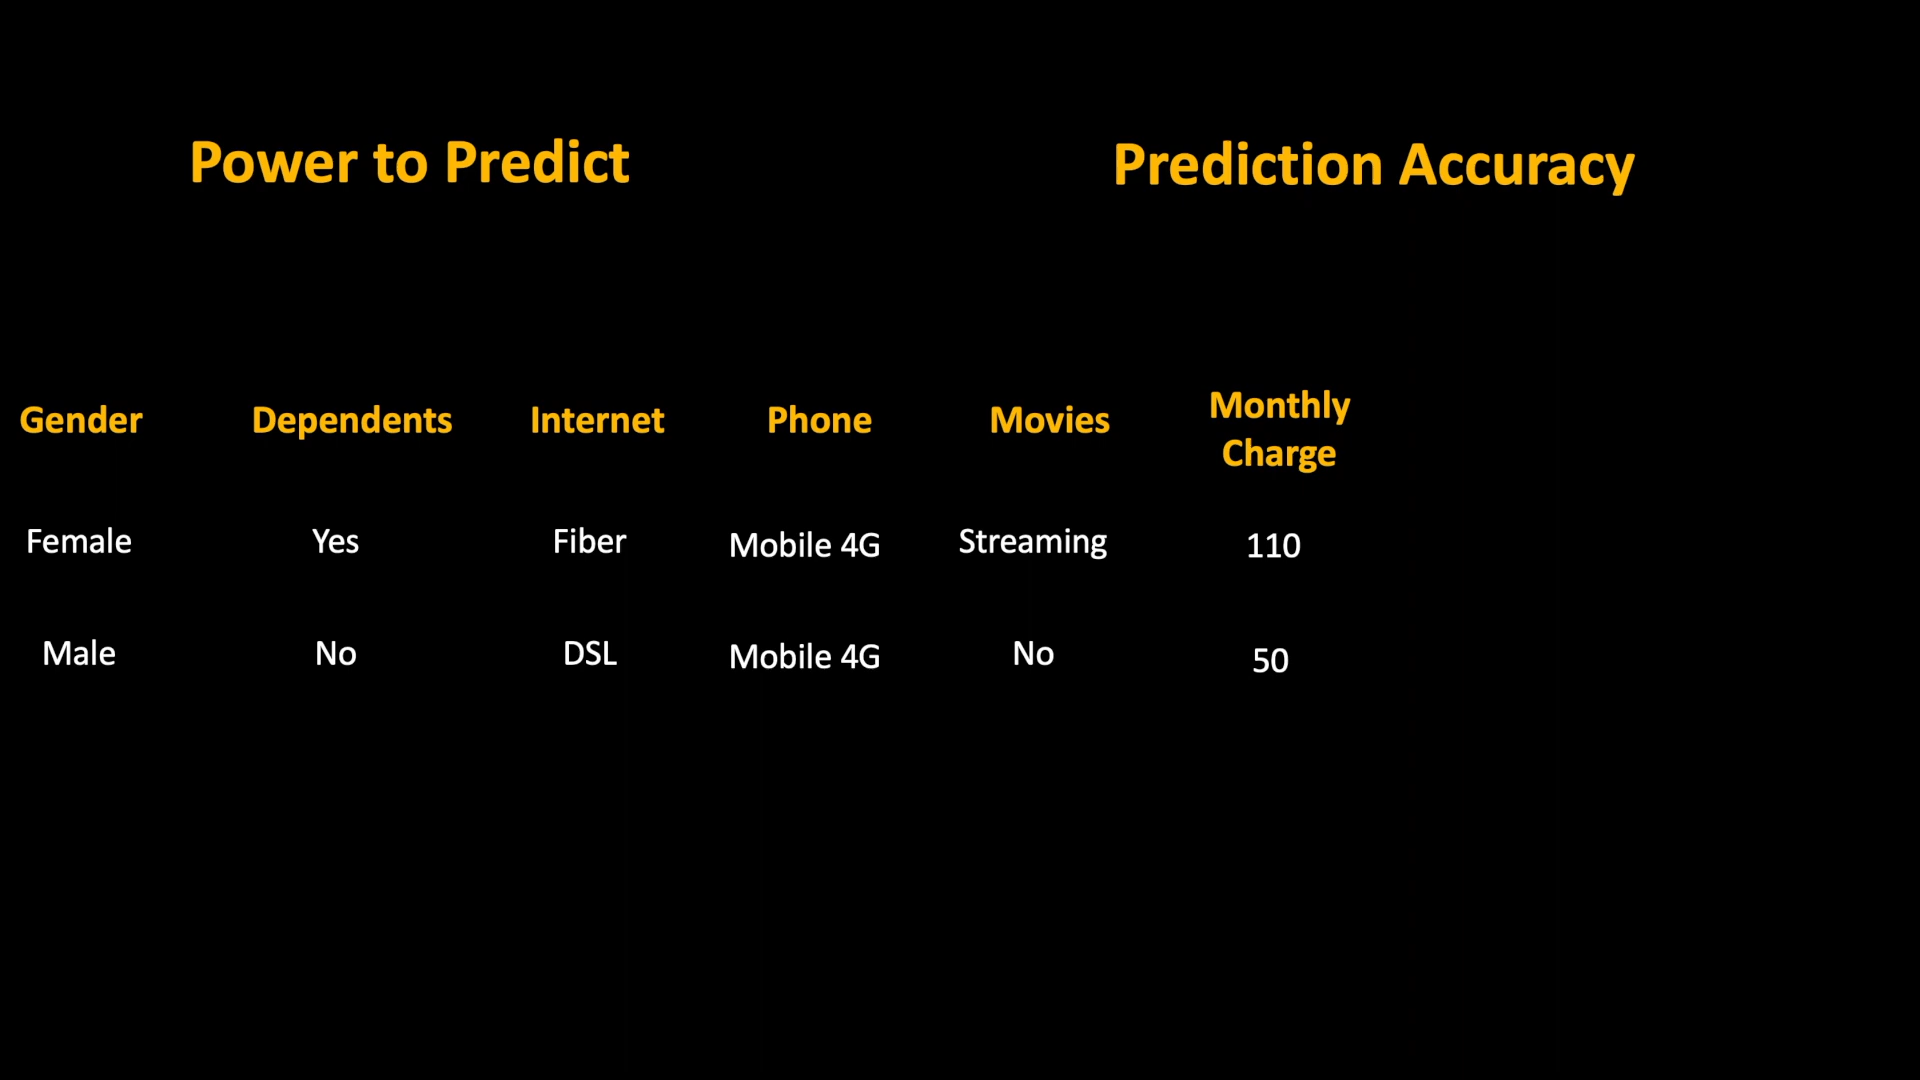 Power to Predict
Prediction Accuracy
Gender Dependents Internet Phone Movies Monthly Charge
Female Yes Fiber Mobile 4G Streaming 110
Male No DSL Mobile 4G No 50